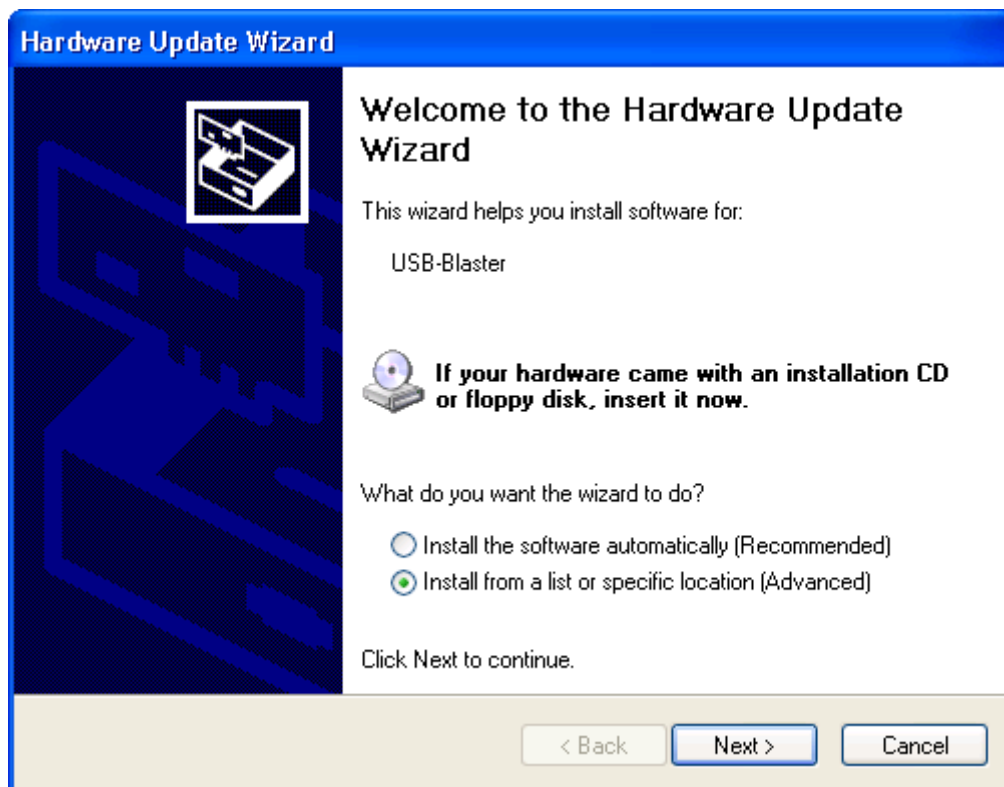 Hardware Update Wizard
Welcome to the Hardware Update
Wizard
This wizard helps you install software for:
USB-Blaster
If your hardware came with an installation CD
or floppy disk, insert it now.
What do you want the wizard to do?
Install the software automatically (Recommended)
Install from a list or specific location (Advanced)
Click Next to continue.
< Back Next > Cancel